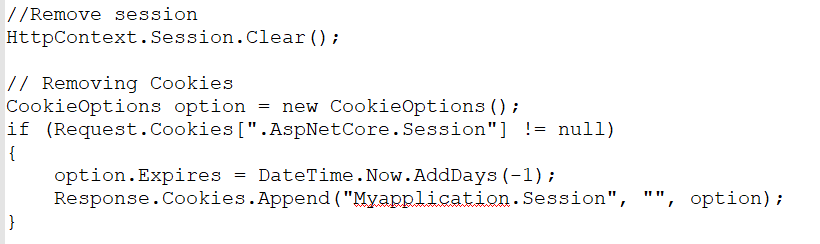 //Remove session
HttpContext.Session.Clear();
// Removing Cookies
CookieOptions option = new CookieOptions();
if (Request.Cookies[".AspNetCore.Session"] != null)
{
    option.Expires = DateTime.Now.AddDays(-1);
    Response.Cookies.Append("Myapplication.Session", "", option);
}